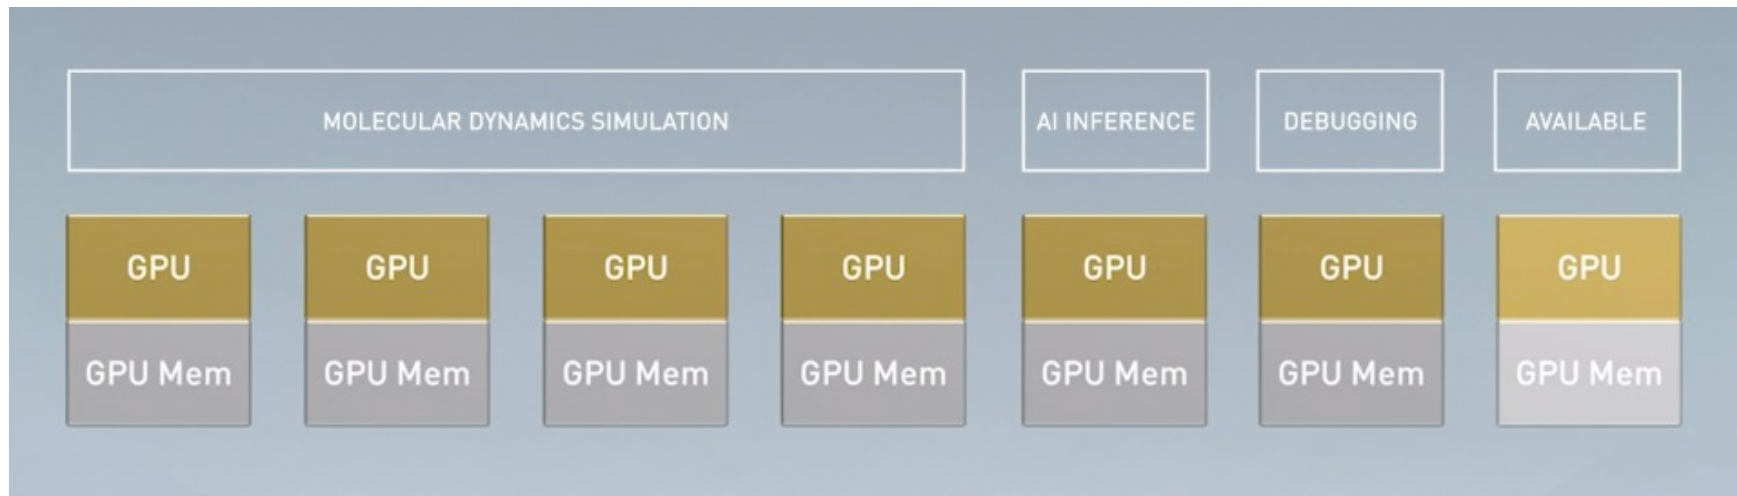 MOLECULAR DYNAMICS SIMULATION
AI INFERENCE
DEBUGGING
AVAILABLE
GPU
GPU
GPU
GPU
GPU
GPU
GPU
GPU Mem
GPU Mem
GPU Mem
GPU Mem
GPU Mem
GPU Mem
GPU Mem